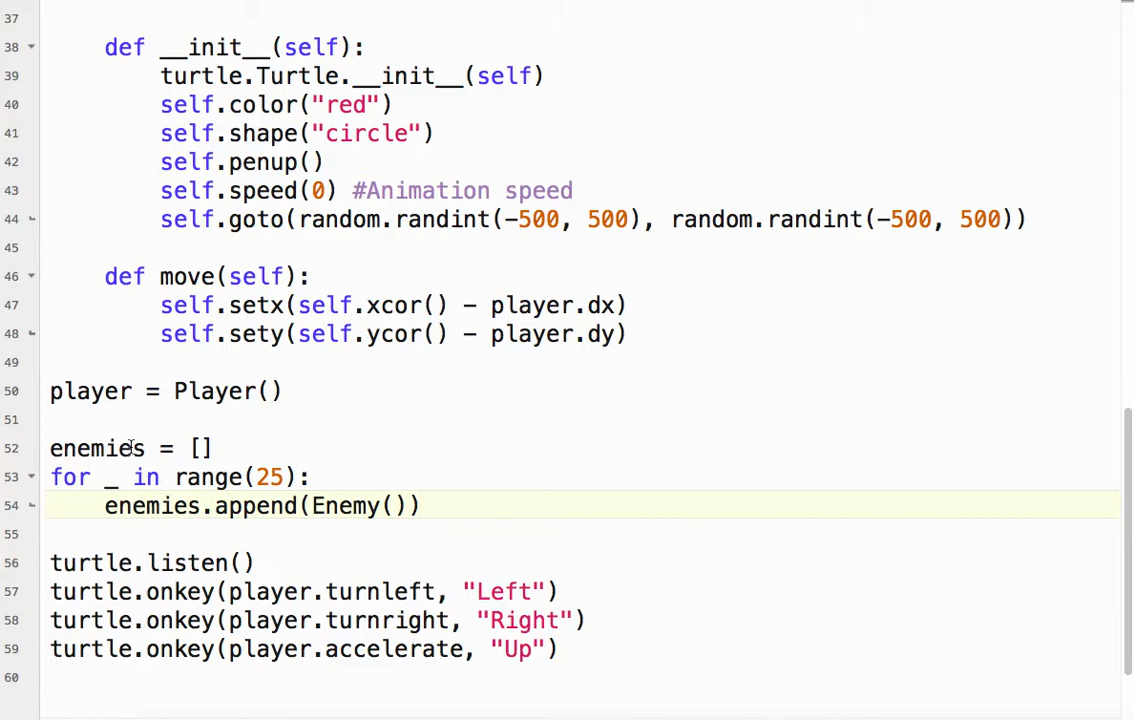 37
38 def __init__(self):
39 turtle.Turtle.__init__(self)
40 self.color("red")
41 self.shape("circle")
42 self.penup()
43 self.speed(0) #Animation speed
44 self.goto(random.randint(-500, 500), random.randint(-500, 500))
45
46 def move(self):
47 self.setx(self.xcor() - player.dx)
48 self.sety(self.ycor() - player.dy)
49
50 player = Player()
51
52 enemies = []
53 for _ in range(25):
54 enemies.append(Enemy())
55
56 turtle.listen()
57 turtle.onkey(player.turnleft, "Left")
58 turtle.onkey(player.turnright, "Right")
59 turtle.onkey(player.accelerate, "Up")
60